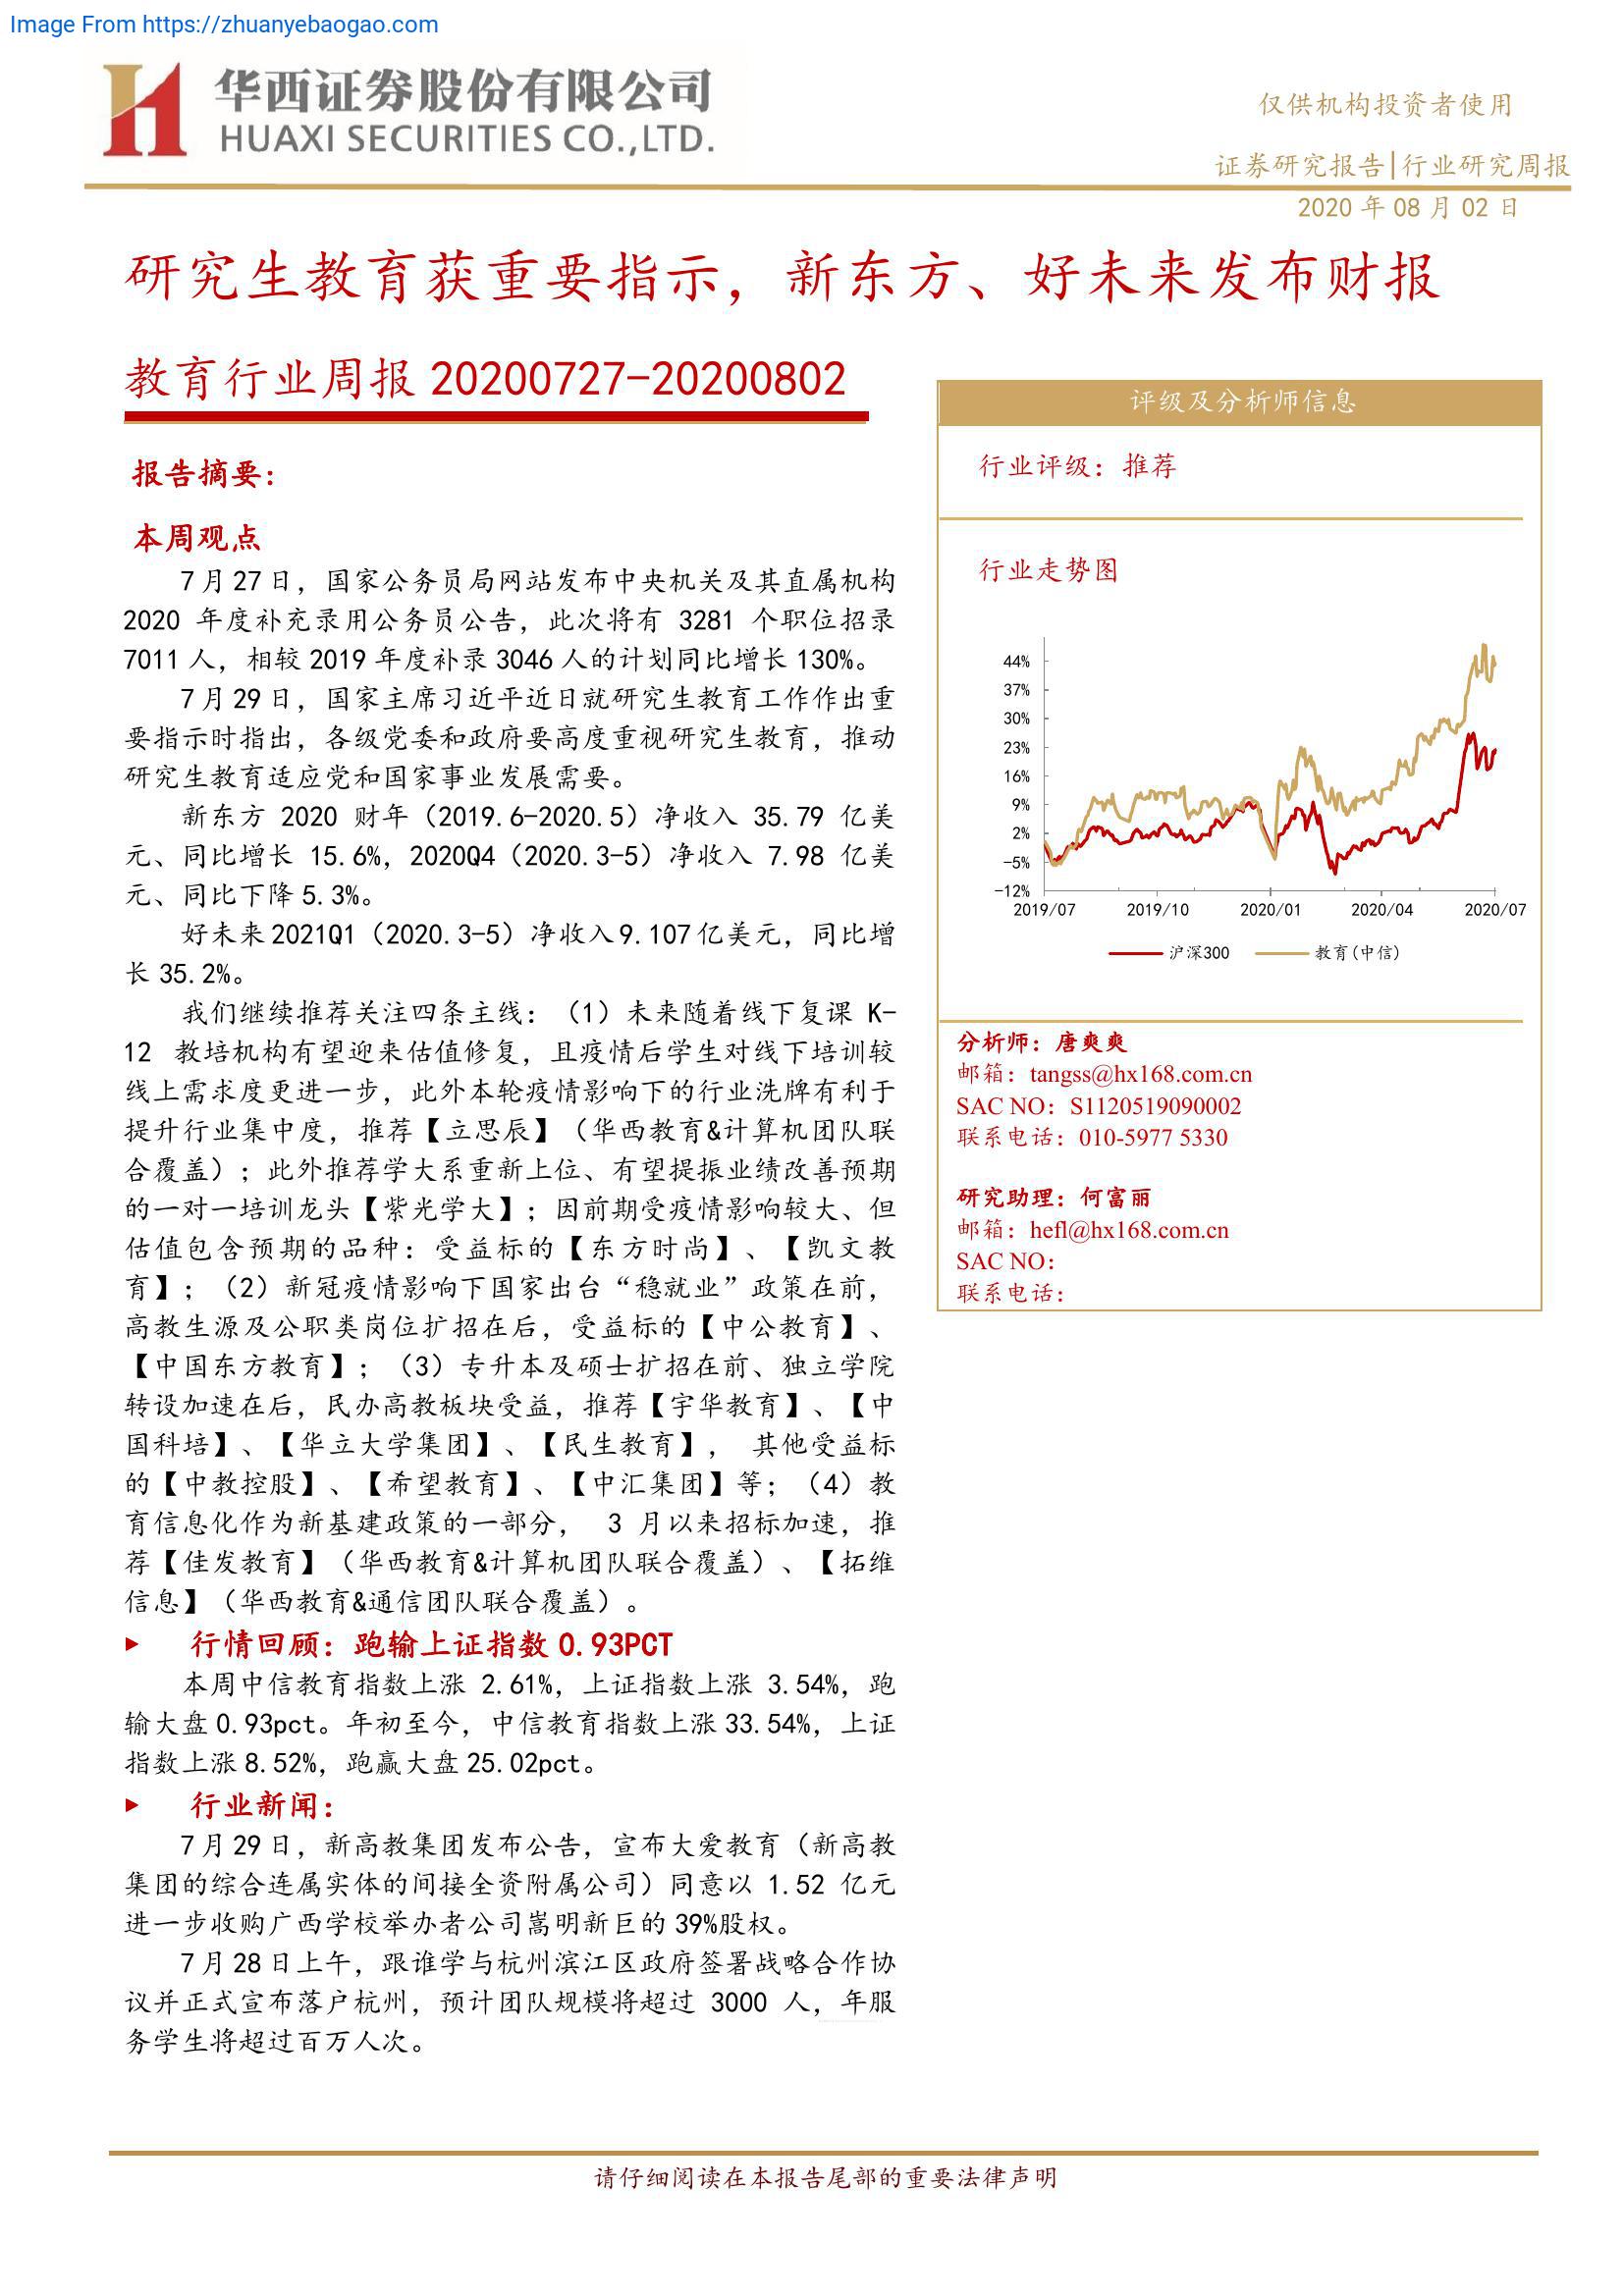 Image From https://zhuanyebaogao.com
华西证券股份有限公司
HUAXI SECURITIES CO.,LTD.
仅供机构投资者使用
证券研究报告|行业研究周报
2020 年 08 月 02 日
研究生教育获重要指示，新东方、好未来发布财报
教育行业周报 20200727-20200802
报告摘要：
本周观点
7 月 27 日，国家公务员局网站发布中央机关及其直属机构
2020 年度补充录用公务员公告，此次将有 3281 个职位招录
7011 人，相较 2019 年度补录 3046 人的计划同比增长 130%。
7 月 29 日，国家主席习近平近日就研究生教育工作作出重
要指示时指出，各级党委和政府要高度重视研究生教育，推动
研究生教育适应党和国家事业发展需要。
新东方 2020 财年（2019.6-2020.5）净收入 35.79 亿美
元、同比增长 15.6%，2020Q4（2020.3-5）净收入 7.98 亿美
元、同比下降 5.3%。
好未来 2021Q1（2020.3-5）净收入 9.107 亿美元，同比增
长 35.2%。
我们继续推荐关注四条主线：（1）未来随着线下复课 K-
12 教培机构有望迎来估值修复，且疫情后学生对线下培训较
线上需求度更进一步，此外本轮疫情影响下的行业洗牌有利于
提升行业集中度，推荐【立思辰】（华西教育&计算机团队联
合覆盖）；此外推荐学大系重新上位、有望提振业绩改善预期
的一对一培训龙头【紫光学大】；因前期受疫情影响较大、但
估值包含预期的品种：受益标的【东方时尚】、【凯文教
育】；（2）新冠疫情影响下国家出台“稳就业”政策在前，
高教生源及公职类岗位扩招在后，受益标的【中公教育】、
【中国东方教育】；（3）专升本及硕士扩招在前、独立学院
转设加速在后，民办高教板块受益，推荐【宇华教育】、【中
国科培】、【华立大学集团】、【民生教育】， 其他受益标
的【中教控股】、【希望教育】、【中汇集团】等；（4）教
育信息化作为新基建政策的一部分， 3 月以来招标加速，推
荐【佳发教育】（华西教育&计算机团队联合覆盖）、【拓维
信息】（华西教育&通信团队联合覆盖）。
行情回顾：跑输上证指数 0.93PCT
本周中信教育指数上涨 2.61%，上证指数上涨 3.54%，跑
输大盘 0.93pct。年初至今，中信教育指数上涨 33.54%，上证
指数上涨 8.52%，跑赢大盘 25.02pct。
行业新闻：
7 月 29 日，新高教集团发布公告，宣布大爱教育（新高教
集团的综合连属实体的间接全资附属公司）同意以 1.52 亿元
进一步收购广西学校举办者公司嵩明新巨的 39%股权。
7 月 28 日上午，跟谁学与杭州滨江区政府签署战略合作协
议并正式宣布落户杭州，预计团队规模将超过 3000 人，年服
务学生将超过百万人次。
评级及分析师信息
行业评级：推荐
行业走势图
44%
37%
30%
23%
16%
9%
2%
-5%
-12%
2019/07 2019/10 2020/01 2020/04 2020/07
沪深300 教育(中信)
分析师：唐爽爽
邮箱：tangss@hx168.com.cn
SAC NO：S1120519090002
联系电话：010-5977 5330
研究助理：何富丽
邮箱：hefl@hx168.com.cn
SAC NO：
联系电话：
请仔细阅读在本报告尾部的重要法律声明